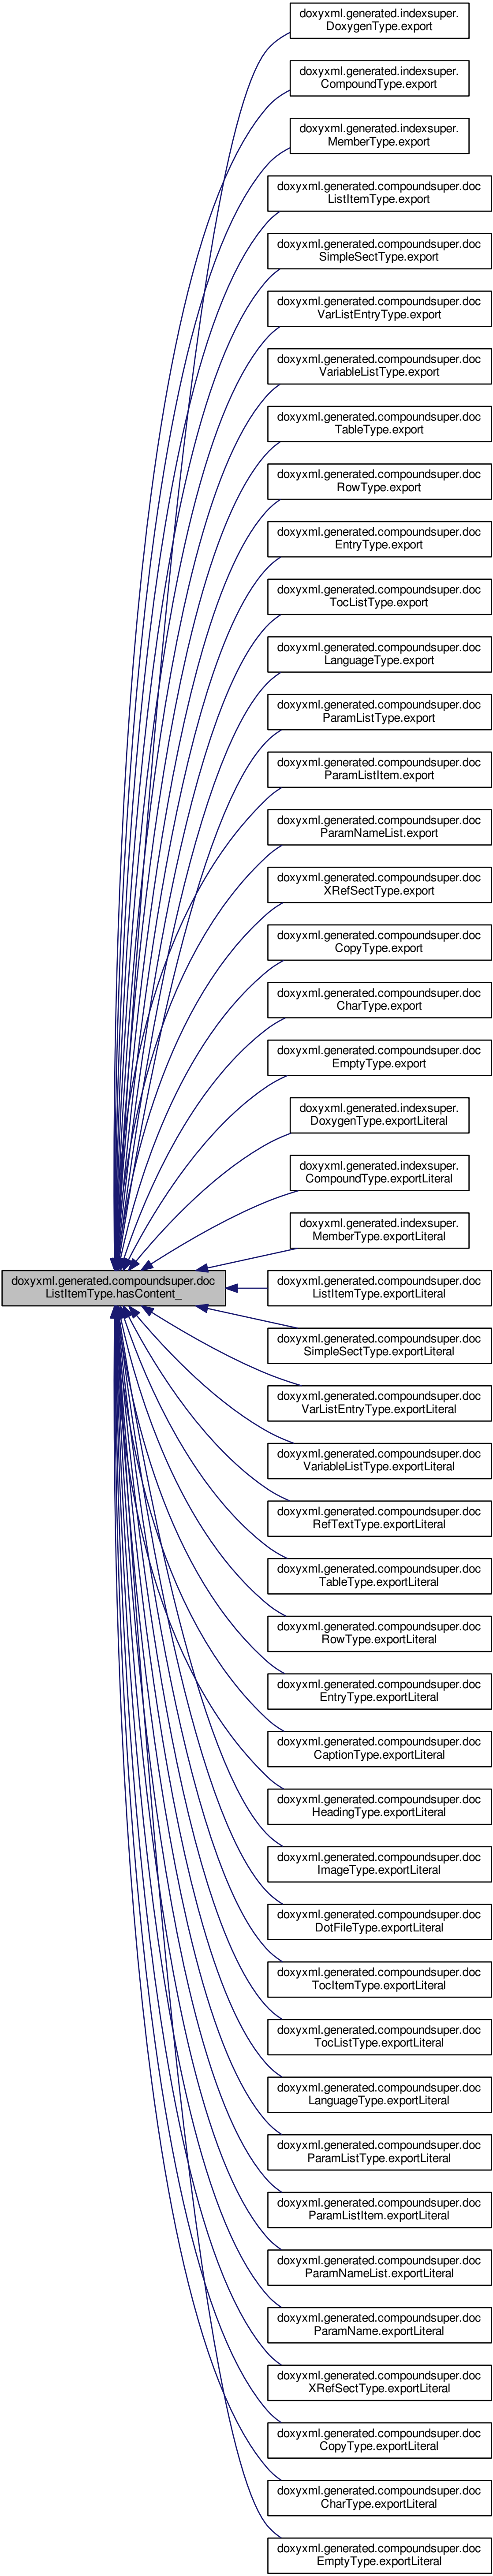 doxyxml.generated.indexsuper.
DoxygenType.export
doxyxml.generated.indexsuper.
CompoundType.export
doxyxml.generated.indexsuper.
MemberType.export
doxyxml.generated.compoundsuper.doc
ListItemType.export
doxyxml.generated.compoundsuper.doc
SimpleSectType.export
doxyxml.generated.compoundsuper.doc
VarListEntryType.export
doxyxml.generated.compoundsuper.doc
VariableListType.export
doxyxml.generated.compoundsuper.doc
TableType.export
doxyxml.generated.compoundsuper.doc
RowType.export
doxyxml.generated.compoundsuper.doc
EntryType.export
doxyxml.generated.compoundsuper.doc
TocListType.export
doxyxml.generated.compoundsuper.doc
LanguageType.export
doxyxml.generated.compoundsuper.doc
ParamListType.export
doxyxml.generated.compoundsuper.doc
ParamListItem.export
doxyxml.generated.compoundsuper.doc
ParamNameList.export
doxyxml.generated.compoundsuper.doc
XRefSectType.export
doxyxml.generated.compoundsuper.doc
CopyType.export
doxyxml.generated.compoundsuper.doc
CharType.export
doxyxml.generated.compoundsuper.doc
EmptyType.export
doxyxml.generated.indexsuper.
DoxygenType.exportLiteral
doxyxml.generated.indexsuper.
CompoundType.exportLiteral
doxyxml.generated.indexsuper.
MemberType.exportLiteral
doxyxml.generated.compoundsuper.doc
ListItemType.hasContent_
doxyxml.generated.compoundsuper.doc
ListItemType.exportLiteral
doxyxml.generated.compoundsuper.doc
SimpleSectType.exportLiteral
doxyxml.generated.compoundsuper.doc
VarListEntryType.exportLiteral
doxyxml.generated.compoundsuper.doc
VariableListType.exportLiteral
doxyxml.generated.compoundsuper.doc
RefTextType.exportLiteral
doxyxml.generated.compoundsuper.doc
TableType.exportLiteral
doxyxml.generated.compoundsuper.doc
RowType.exportLiteral
doxyxml.generated.compoundsuper.doc
EntryType.exportLiteral
doxyxml.generated.compoundsuper.doc
CaptionType.exportLiteral
doxyxml.generated.compoundsuper.doc
HeadingType.exportLiteral
doxyxml.generated.compoundsuper.doc
ImageType.exportLiteral
doxyxml.generated.compoundsuper.doc
DotFileType.exportLiteral
doxyxml.generated.compoundsuper.doc
TocItemType.exportLiteral
doxyxml.generated.compoundsuper.doc
TocListType.exportLiteral
doxyxml.generated.compoundsuper.doc
LanguageType.exportLiteral
doxyxml.generated.compoundsuper.doc
ParamListType.exportLiteral
doxyxml.generated.compoundsuper.doc
ParamListItem.exportLiteral
doxyxml.generated.compoundsuper.doc
ParamNameList.exportLiteral
doxyxml.generated.compoundsuper.doc
ParamName.exportLiteral
doxyxml.generated.compoundsuper.doc
XRefSectType.exportLiteral
doxyxml.generated.compoundsuper.doc
CopyType.exportLiteral
doxyxml.generated.compoundsuper.doc
CharType.exportLiteral
doxyxml.generated.compoundsuper.doc
EmptyType.exportLiteral